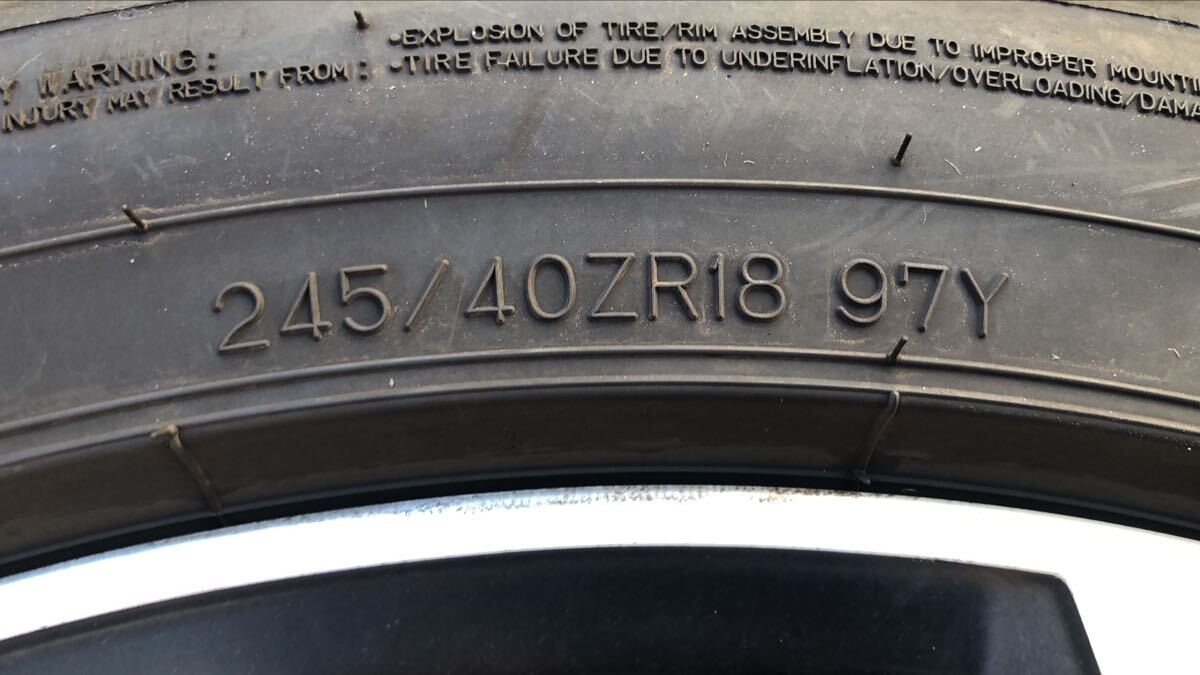 Y WARNING:
INJURY MAY RESULT FROM:
•EXPLOSION OF TIRE/RIM ASSEMBLY DUE TO IMPROPER MOUNTI
•TIRE FAILURE DUE TO UNDERINFLATION/OVERLOADING/DAMA
245/40ZR18 97Y